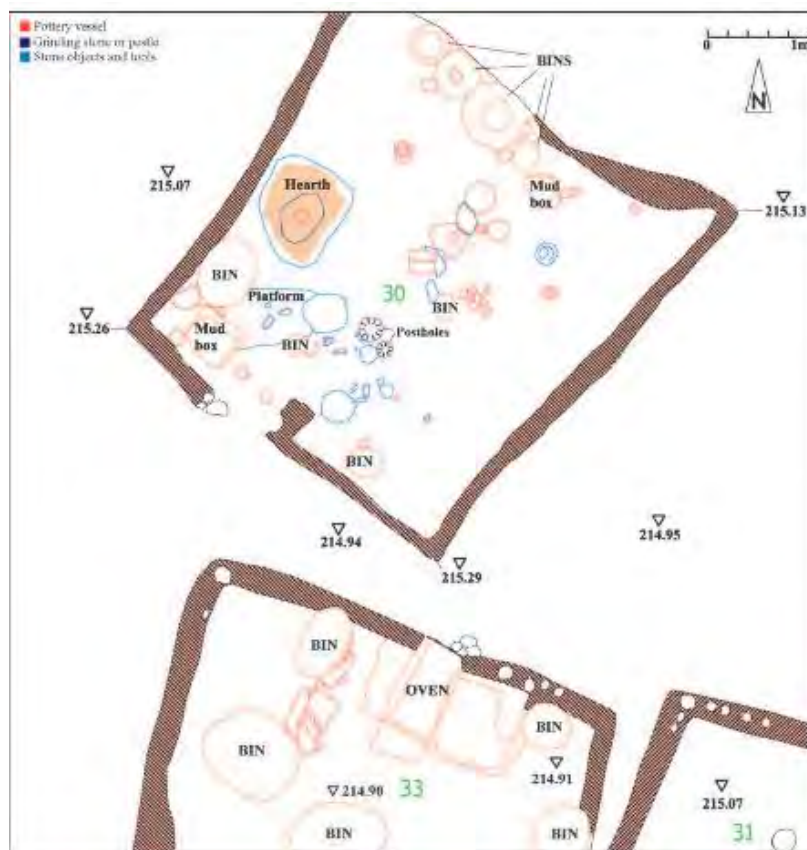 Pottery vessel
Grinding stone or pestle
Stone objects and tools
0 1m
N
BINS
215.07
Hearth
Mud
box
215.13
BIN
Platform
30
BIN
215.26
Mud
box
BIN
Postholes
BIN
214.94
214.95
215.29
BIN
OVEN
BIN
BIN
214.91
214.90
33
215.07
BIN
BIN
31